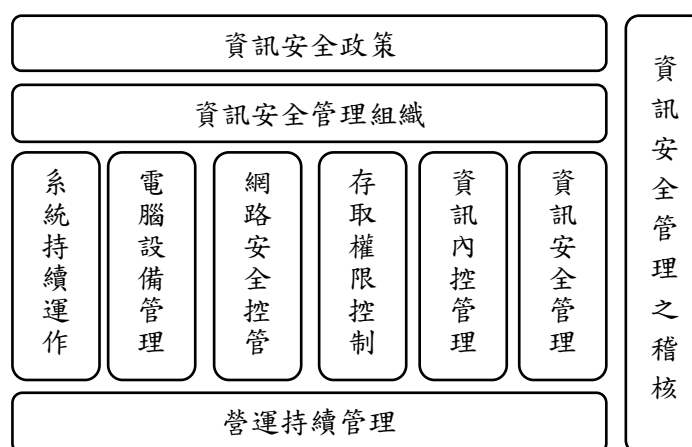 資訊安全政策
資訊安全管理組織
系統持續運作
電腦設備管理
網路安全控管
存取權限控制
資訊內控管理
資訊安全管理
營運持續管理
資訊安全管理之稽核